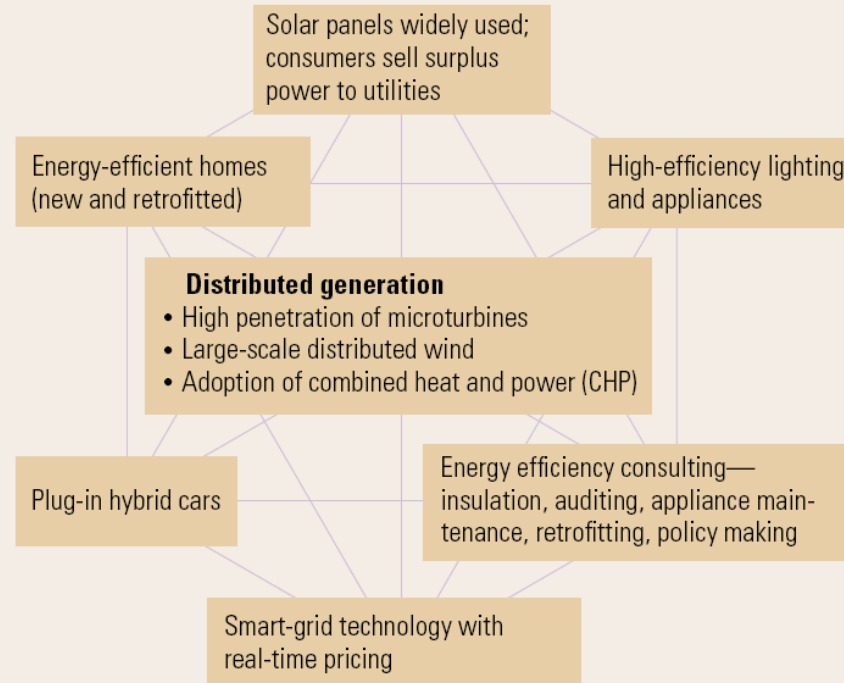 Solar panels widely used;
consumers sell surplus
power to utilities
Energy-efficient homes
(new and retrofitted)
High-efficiency lighting
and appliances
Distributed generation
• High penetration of microturbines
• Large-scale distributed wind
• Adoption of combined heat and power (CHP)
Plug-in hybrid cars
Energy efficiency consulting—
insulation, auditing, appliance main-
tenance, retrofitting, policy making
Smart-grid technology with
real-time pricing